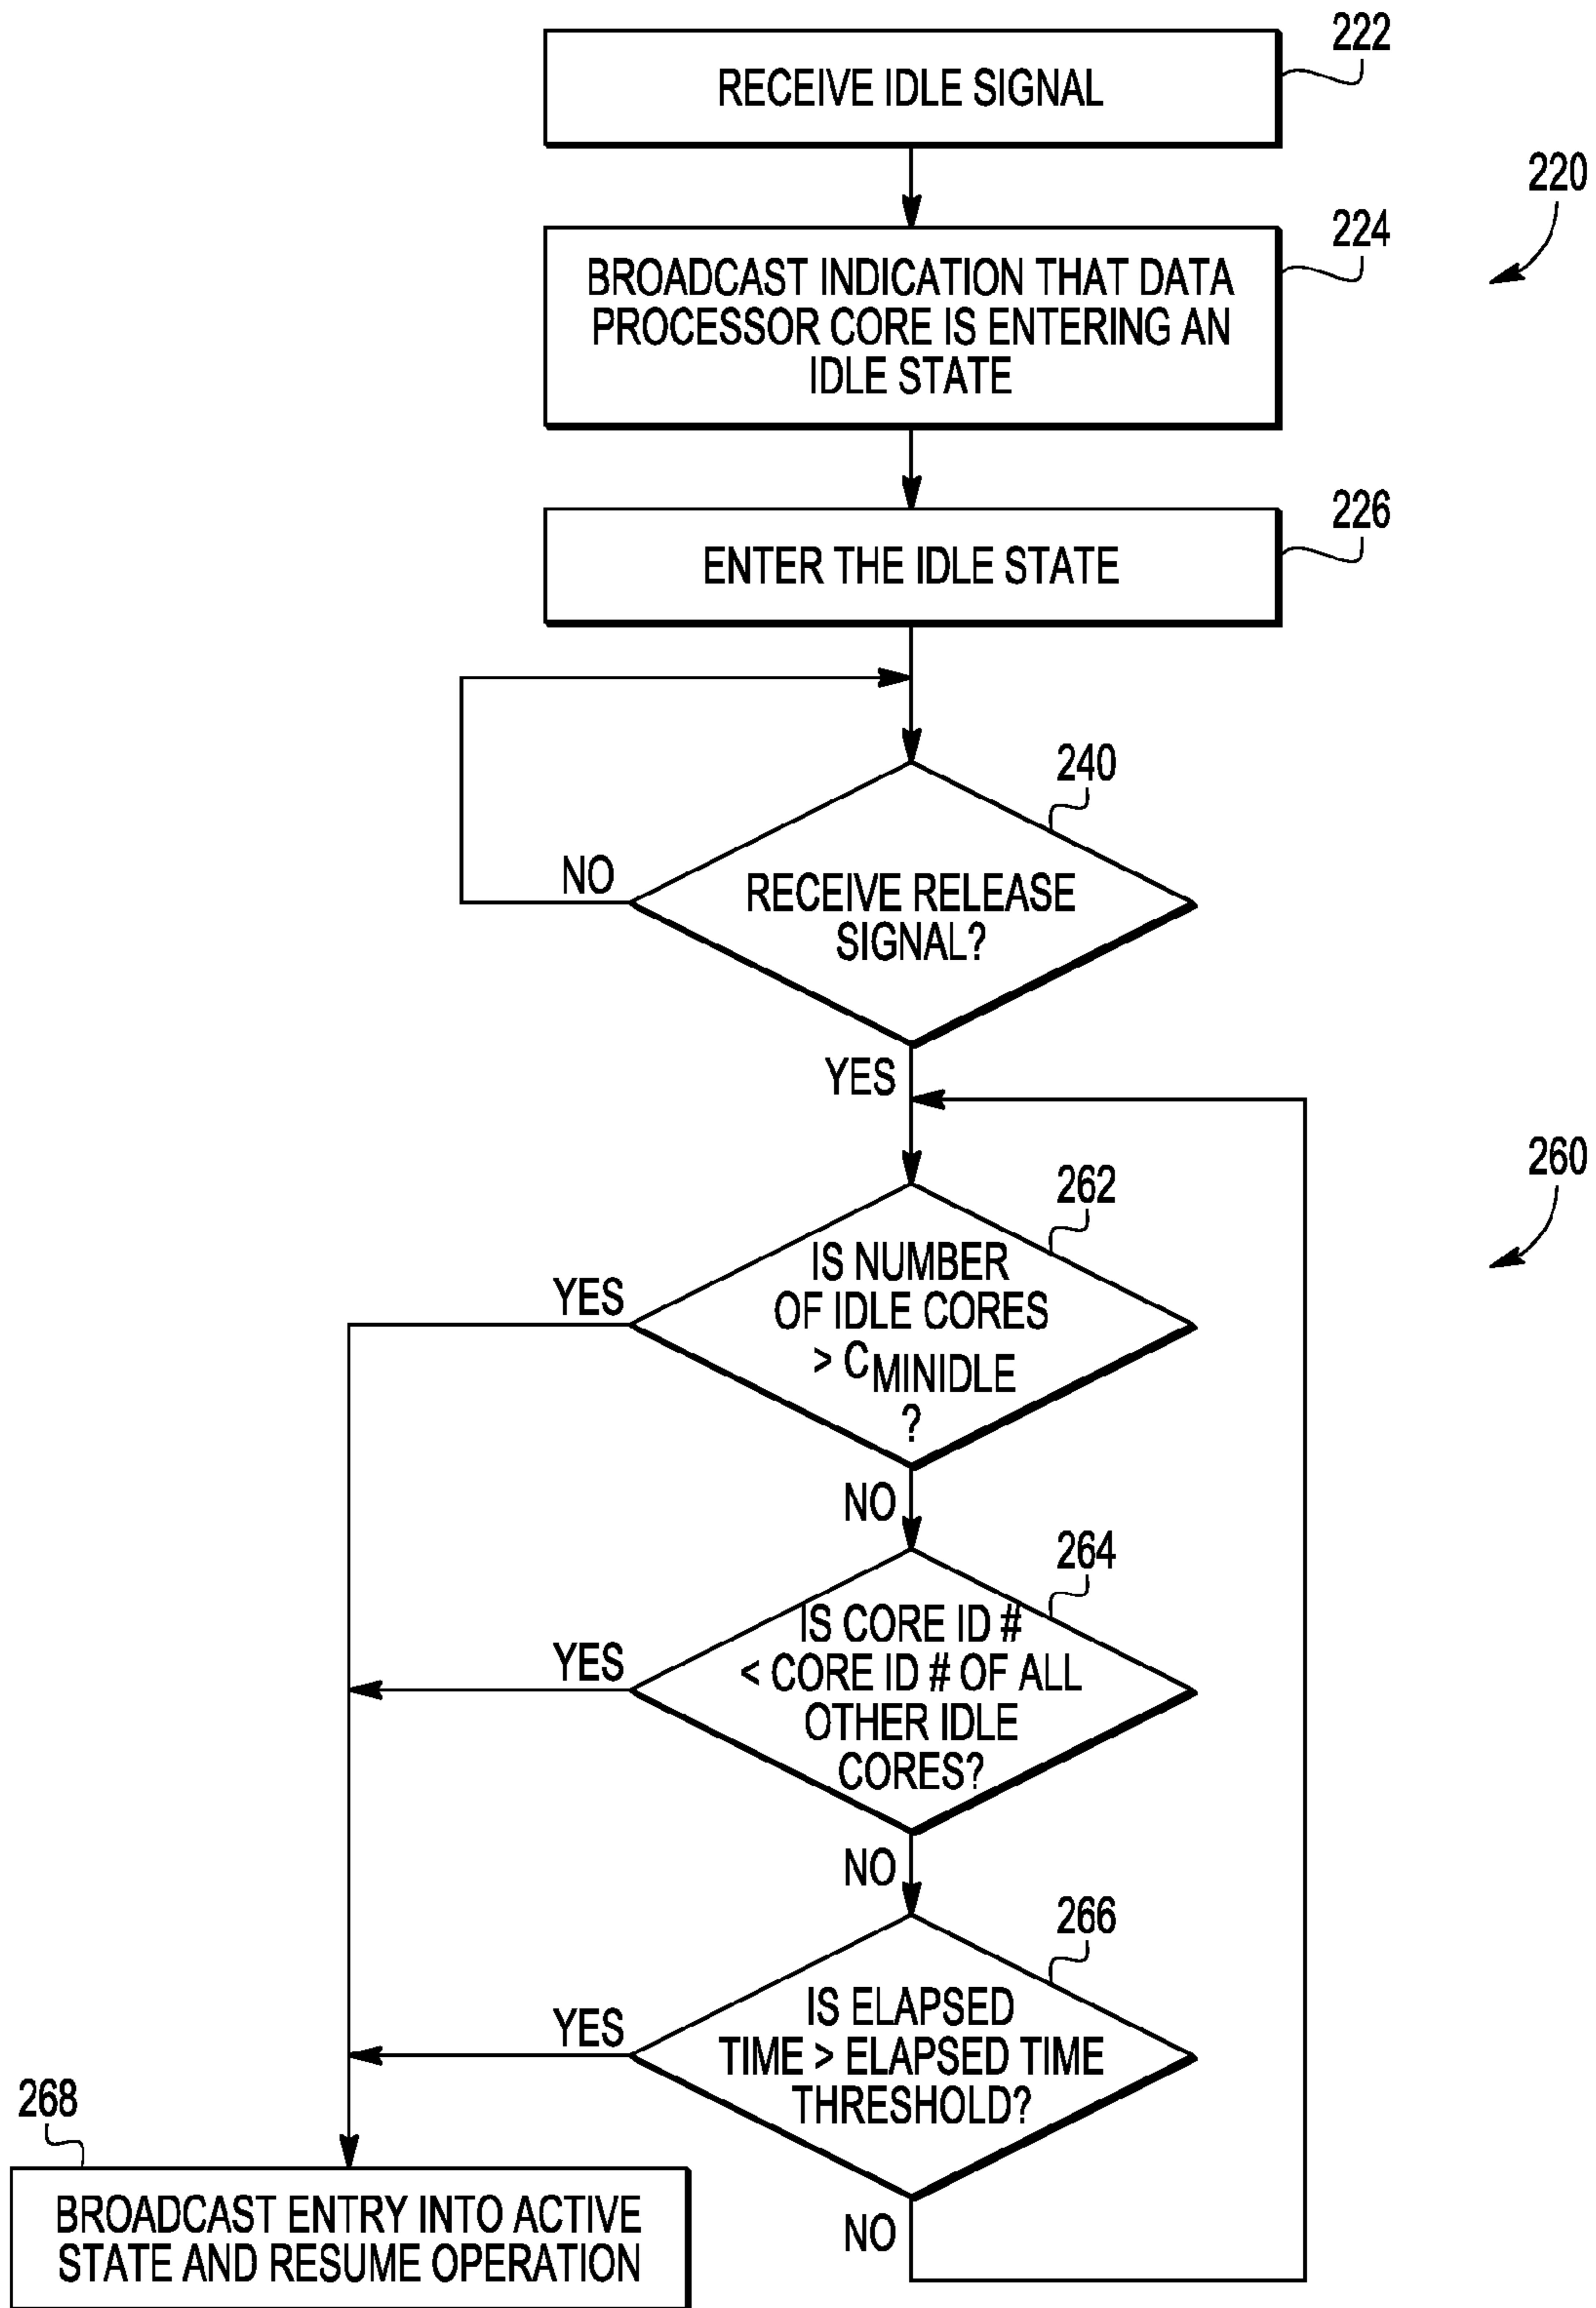 222
RECEIVE IDLE SIGNAL
220
224
BROADCAST INDICATION THAT DATA
PROCESSOR CORE IS ENTERING AN
IDLE STATE
226
ENTER THE IDLE STATE
240
NO
RECEIVE RELEASE
SIGNAL?
YES
260
262
YES
IS NUMBER
OF IDLE CORES
> CMINIDLE
?
NO
264
YES
IS CORE ID #
< CORE ID # OF ALL
OTHER IDLE
CORES?
NO
266
YES
IS ELAPSED
TIME > ELAPSED TIME
THRESHOLD?
NO
268
BROADCAST ENTRY INTO ACTIVE
STATE AND RESUME OPERATION